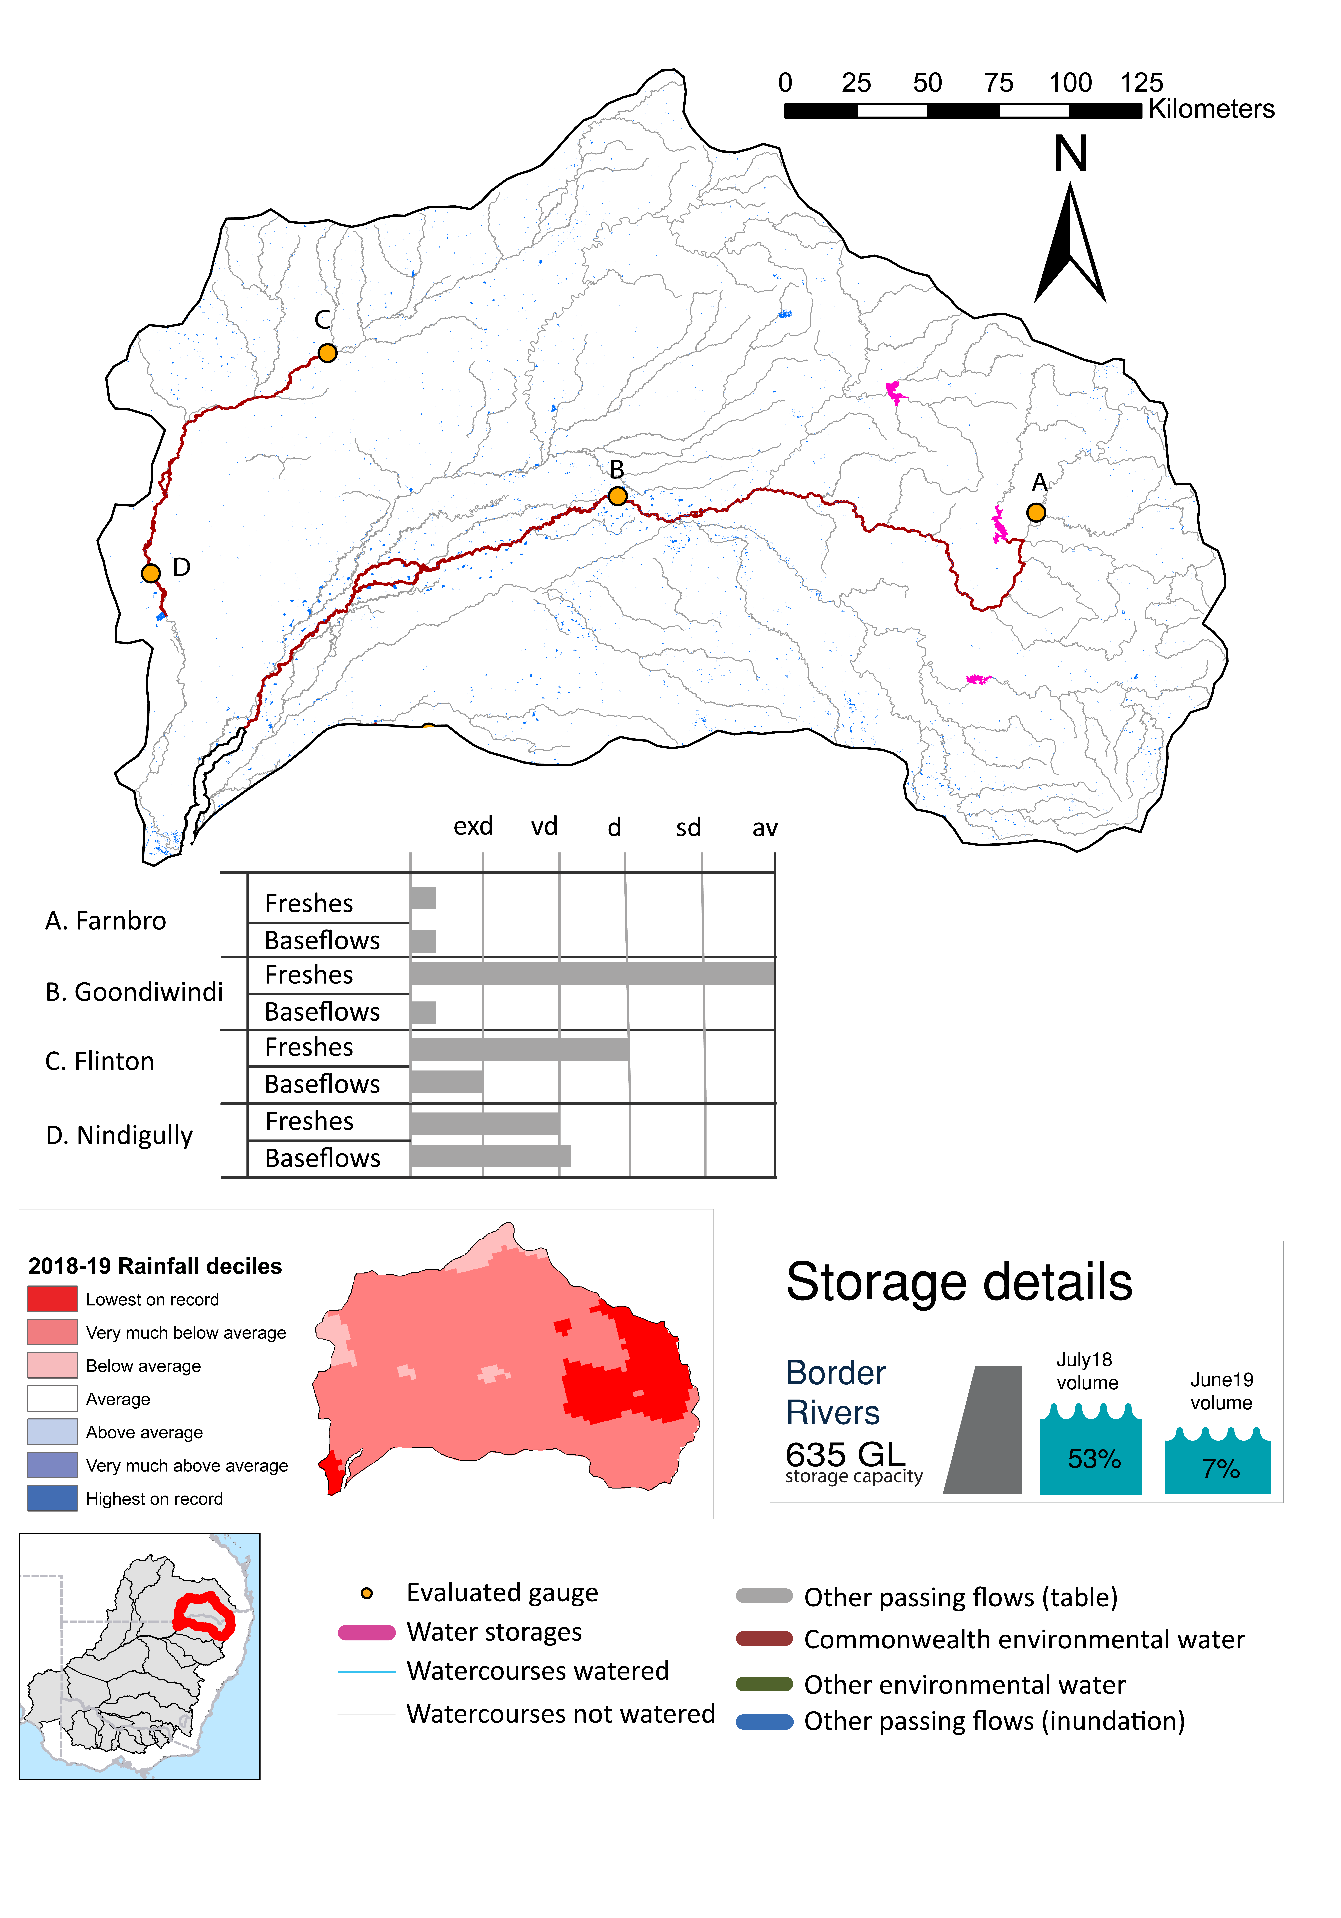 0 25 50 75 100 125
Kilometers
N
C
B
A
D
exd vd d sd av
A. Farnbro
Freshes
Baseflows
B. Goondiwindi
Freshes
Baseflows
C. Flinton
Freshes
Baseflows
D. Nindigully
Freshes
Baseflows
2018-19 Rainfall deciles
Lowest on record
Very much below average
Below average
Average
Above average
Very much above average
Highest on record
Storage details
Border
Rivers
635 GL
storage capacity
July18
volume
53%
June19
volume
7%
Evaluated gauge
Water storages
Watercourses watered
Watercourses not watered
Other passing flows (table)
Commonwealth environmental water
Other environmental water
Other passing flows (inundation)